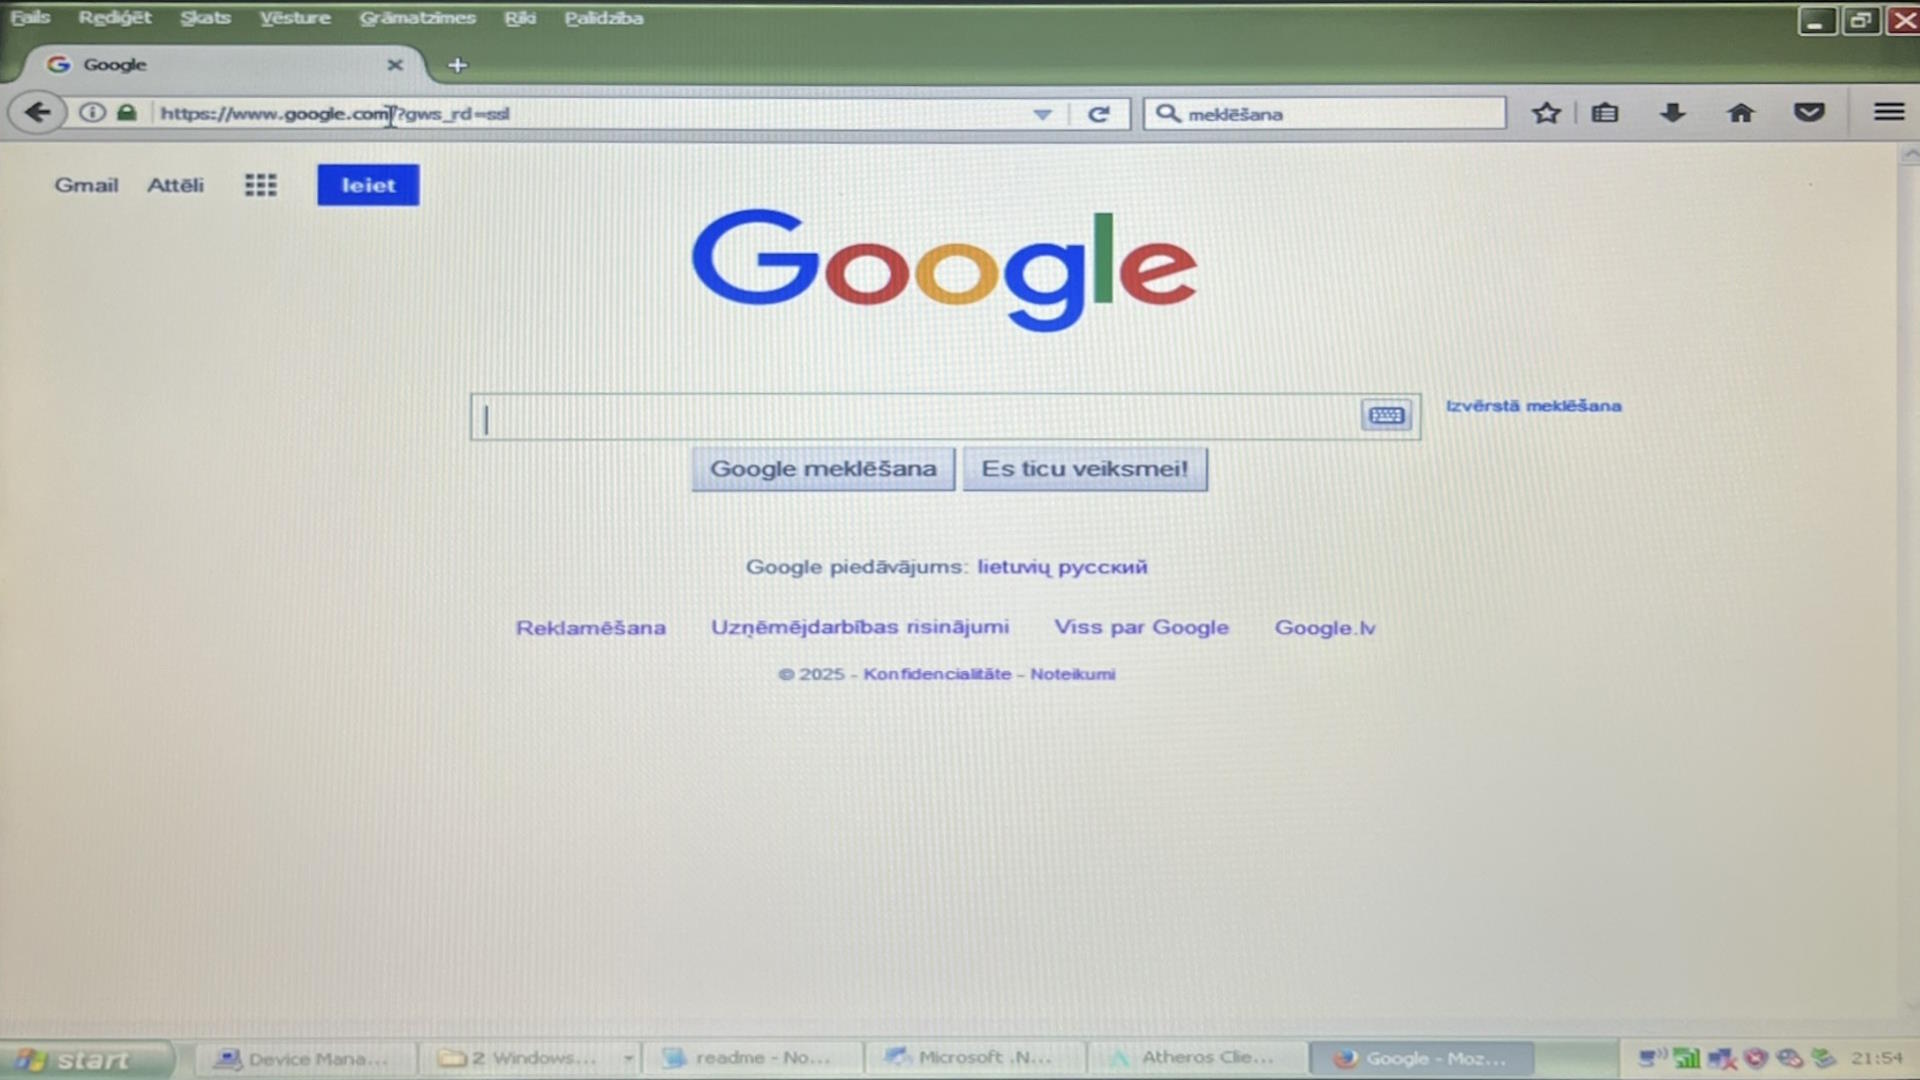 Fails Rediģēt Skats Vēsture Grāmatzīmes Rīki Palīdzība
Google
https://www.google.com/?gws_rd=ssl
meklēšana
Gmail Attēli Ieiet
Google
Izvērstā meklēšana
Google meklēšana Es ticu veiksmei!
Google piedāvājums: lietuvių русский
Reklamēšana Uzņēmējdarbības risinājumi Viss par Google Google.lv
© 2025 - Konfidencialitāte - Noteikumi
start Device Mana... 2 Windows... readme - No... Microsoft .N... Atheros Clie... Google - Moz... 21:54